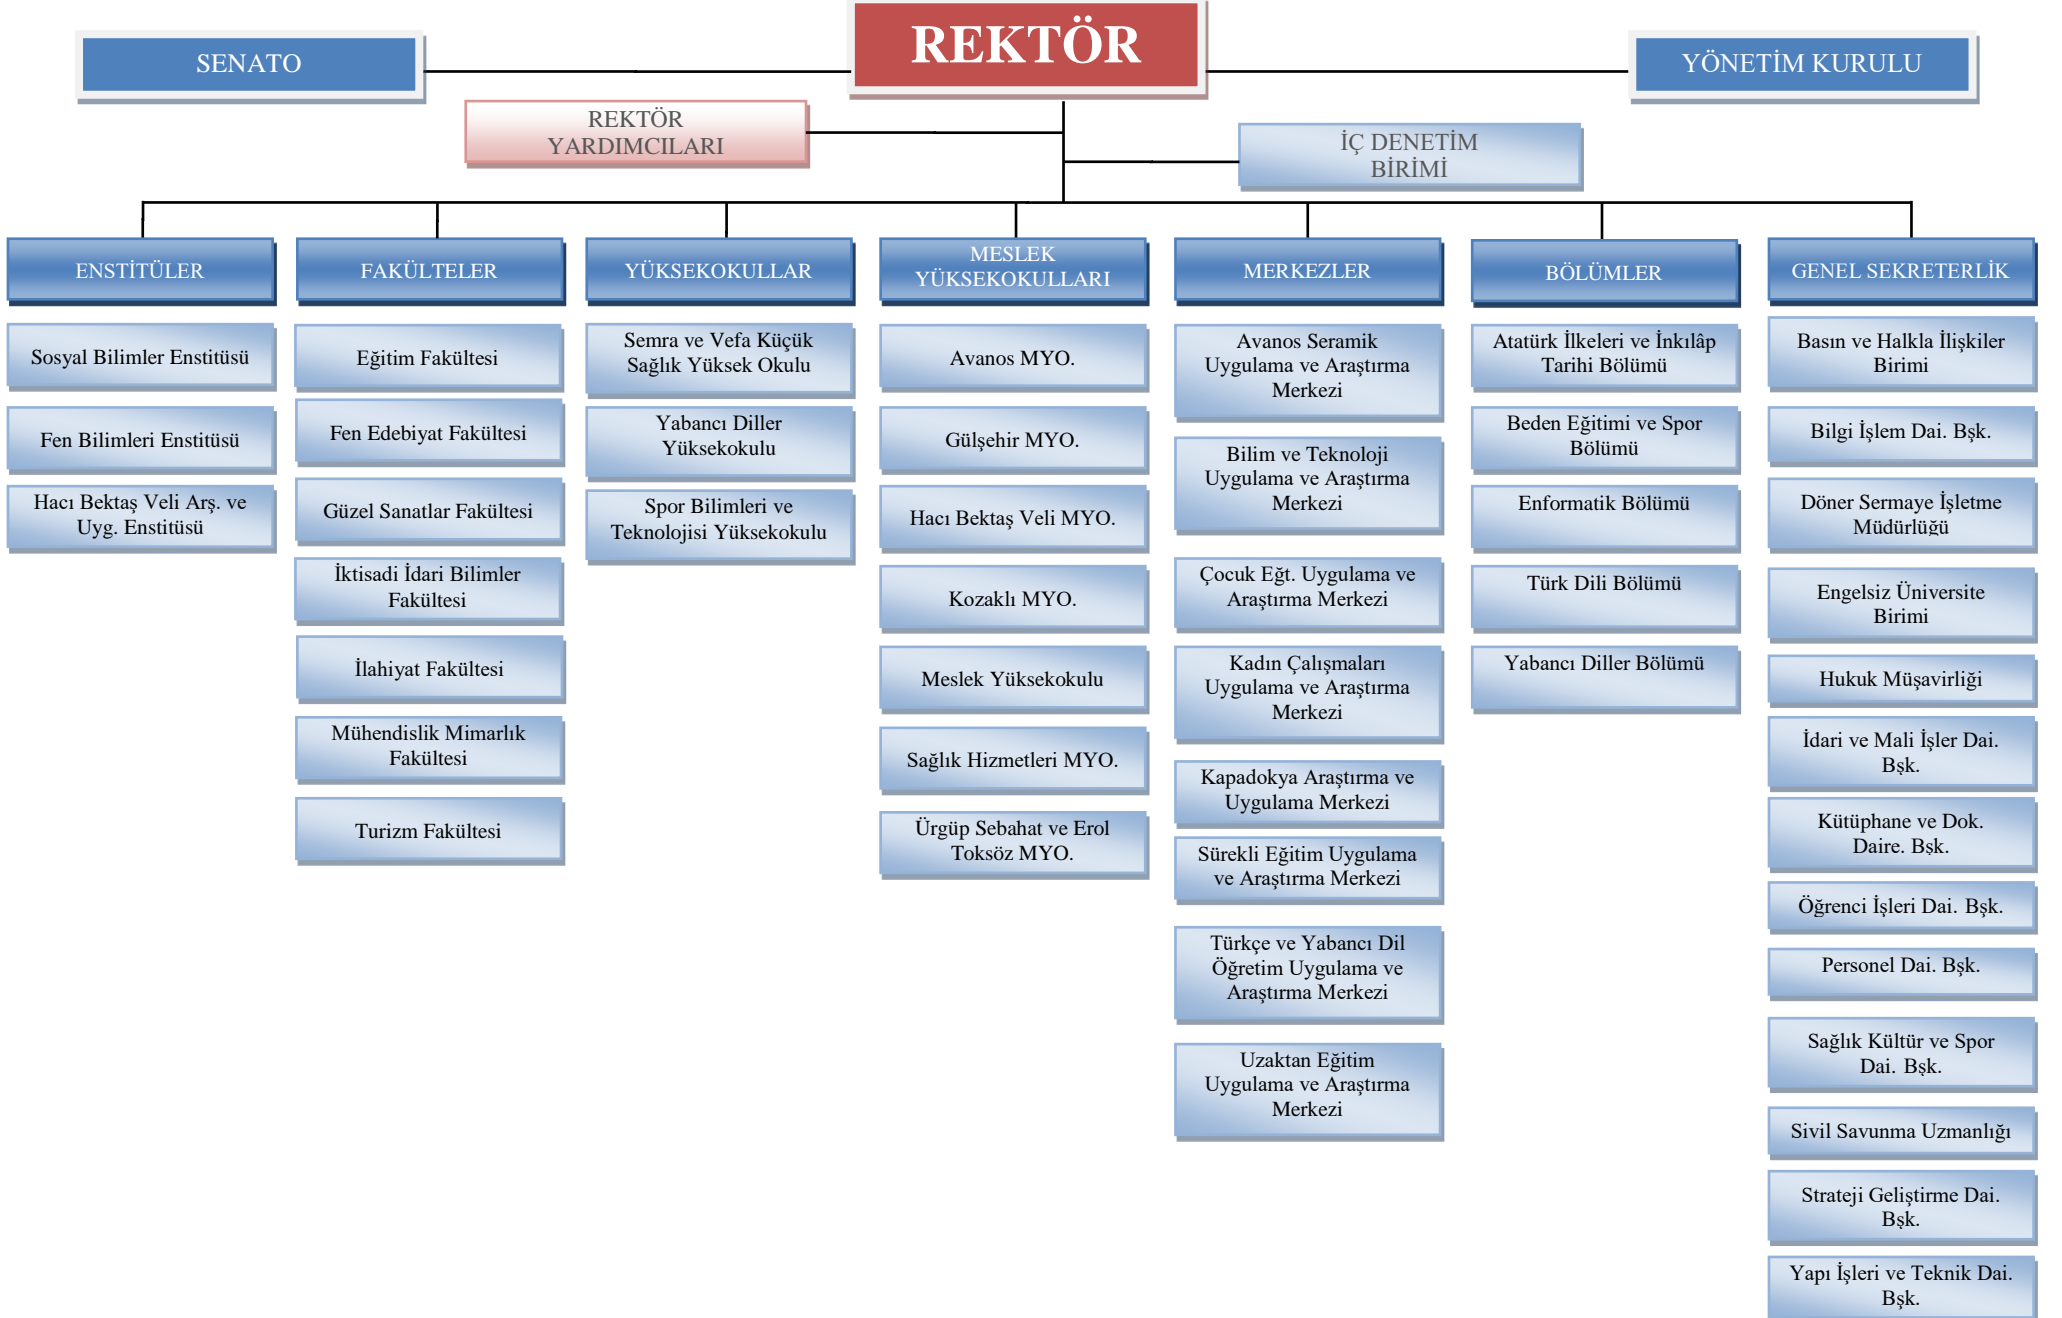 REKTÖR
SENATO
YÖNETİM KURULU
REKTÖR
YARDIMCILARI
İÇ DENETİM
BİRİMİ
ENSTİTÜLER
Sosyal Bilimler Enstitüsü
Fen Bilimleri Enstitüsü
Hacı Bektaş Veli Arş. ve
Uyg. Enstitüsü
FAKÜLTELER
Eğitim Fakültesi
Fen Edebiyat Fakültesi
Güzel Sanatlar Fakültesi
İktisadi İdari Bilimler
Fakültesi
İlahiyat Fakültesi
Mühendislik Mimarlık
Fakültesi
Turizm Fakültesi
YÜKSEKOKULLAR
Semra ve Vefa Küçük
Sağlık Yüksek Okulu
Yabancı Diller
Yüksekokulu
Spor Bilimleri ve
Teknolojisi Yüksekokulu
MESLEK
YÜKSEKOKULLARI
Avanos MYO.
Gülşehir MYO.
Hacı Bektaş Veli MYO.
Kozaklı MYO.
Meslek Yüksekokulu
Sağlık Hizmetleri MYO.
Ürgüp Sebahat ve Erol
Toksöz MYO.
MERKEZLER
Avanos Seramik
Uygulama ve Araştırma
Merkezi
Bilim ve Teknoloji
Uygulama ve Araştırma
Merkezi
Çocuk Eğt. Uygulama ve
Araştırma Merkezi
Kadın Çalışmaları
Uygulama ve Araştırma
Merkezi
Kapadokya Araştırma ve
Uygulama Merkezi
Sürekli Eğitim Uygulama
ve Araştırma Merkezi
Türkçe ve Yabancı Dil
Öğretim Uygulama ve
Araştırma Merkezi
Uzaktan Eğitim
Uygulama ve Araştırma
Merkezi
BÖLÜMLER
Atatürk İlkeleri ve İnkılâp
Tarihi Bölümü
Beden Eğitimi ve Spor
Bölümü
Enformatik Bölümü
Türk Dili Bölümü
Yabancı Diller Bölümü
GENEL SEKRETERLİK
Basın ve Halkla İlişkiler
Birimi
Bilgi İşlem Dai. Bşk.
Döner Sermaye İşletme
Müdürlüğü
Engelsiz Üniversite
Birimi
Hukuk Müşavirliği
İdari ve Mali İşler Dai.
Bşk.
Kütüphane ve Dok.
Daire. Bşk.
Öğrenci İşleri Dai. Bşk.
Personel Dai. Bşk.
Sağlık Kültür ve Spor
Dai. Bşk.
Sivil Savunma Uzmanlığı
Strateji Geliştirme Dai.
Bşk.
Yapı İşleri ve Teknik Dai.
Bşk.